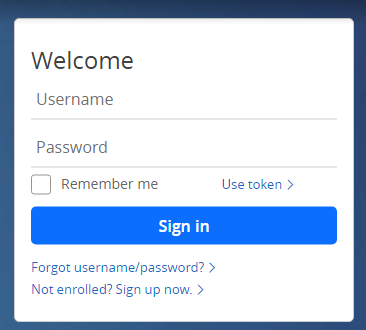 Welcome
Username
Password
Remember me Use token
Sign in
Forgot username/password?
Not enrolled? Sign up now.